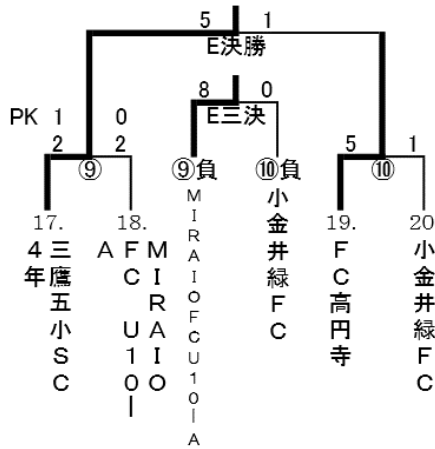 5 1
E決勝
8 0
E三決
PK 1 0
2 2
⑨
⑨負
⑩負
5 1
⑩
17.
三鷹五小SC
4年
18.
MIRAIO
FC U10ー
A
MIRAIOFCU10ーA
小金井緑FC
19.
FC高円寺
20
小金井緑FC